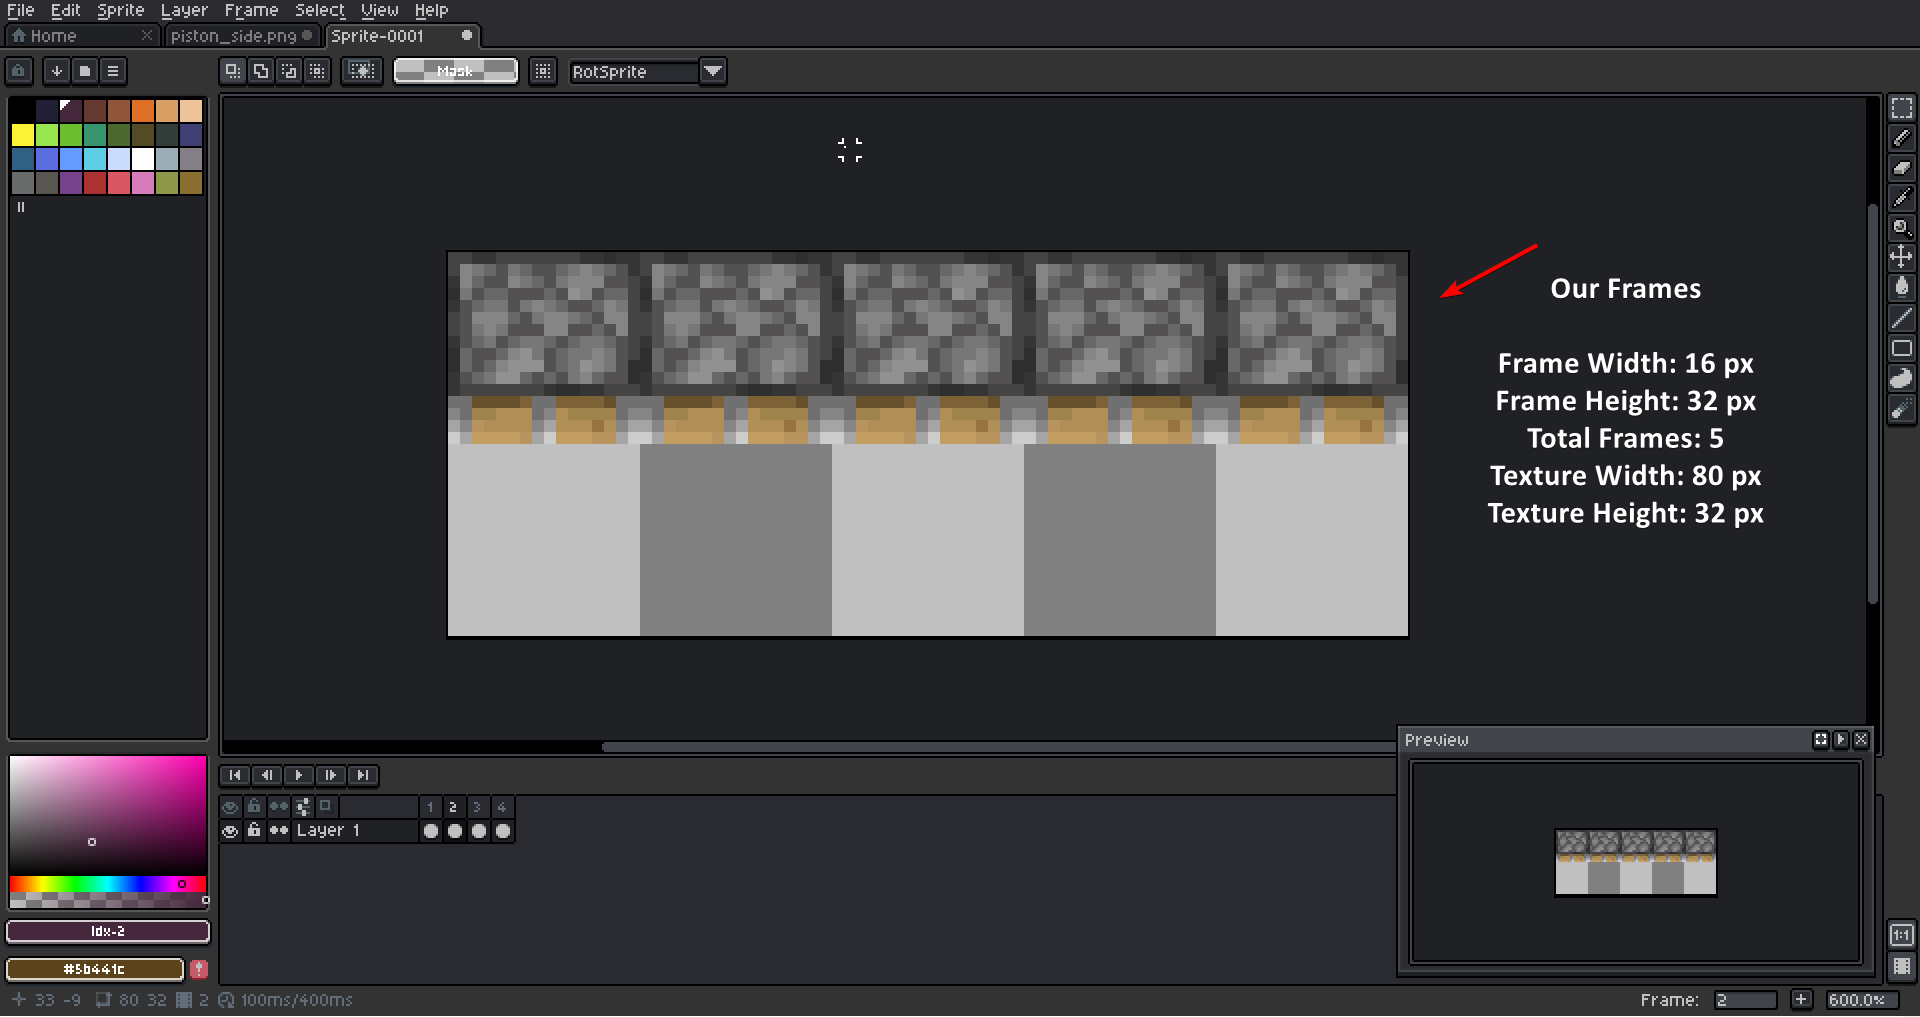 File Edit Sprite Layer Frame Select View Help
Home piston_side.png Sprite-0001
Mask RotSprite
Our Frames
Frame Width: 16 px
Frame Height: 32 px
Total Frames: 5
Texture Width: 80 px
Texture Height: 32 px
Preview
1 2 3 4
Layer 1
Idx-2
#5b441c
33 -9 80 32 2 100ms/400ms
Frame: 2 600.0%
1:1